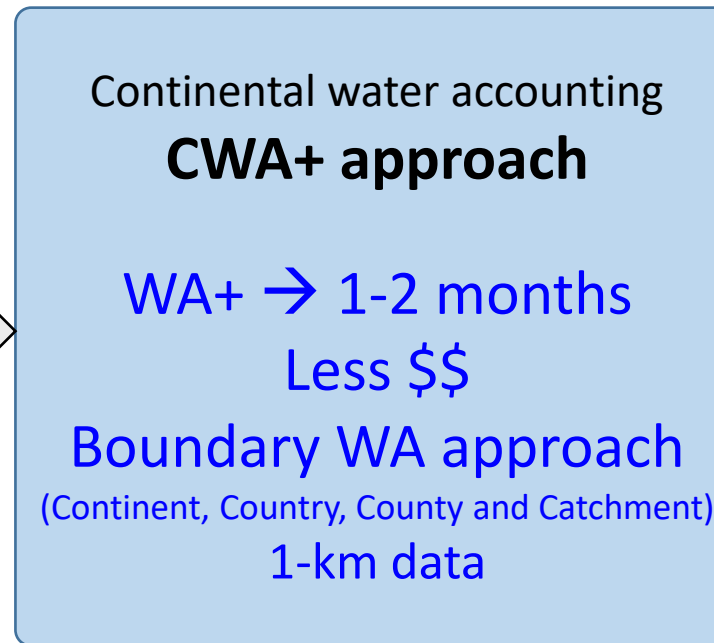 Continental water accounting
CWA+ approach
WA+ → 1-2 months
Less $$
Boundary WA approach
(Continent, Country, County and Catchment)
1-km data